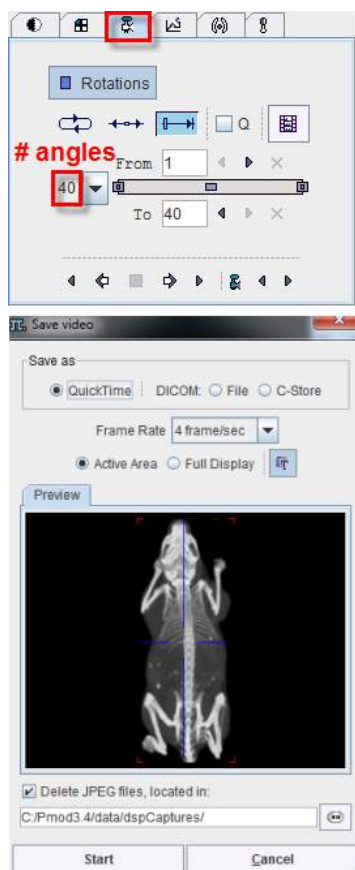 Rotations
Q
# angles
From 1
40
To 40
Save video
Save as
QuickTime DICOM: File C-Store
Frame Rate 4 frame/sec
Active Area Full Display
Preview
Delete JPEG files, located in:
C:/Pmod3.4/data/dspCaptures/
Start Cancel